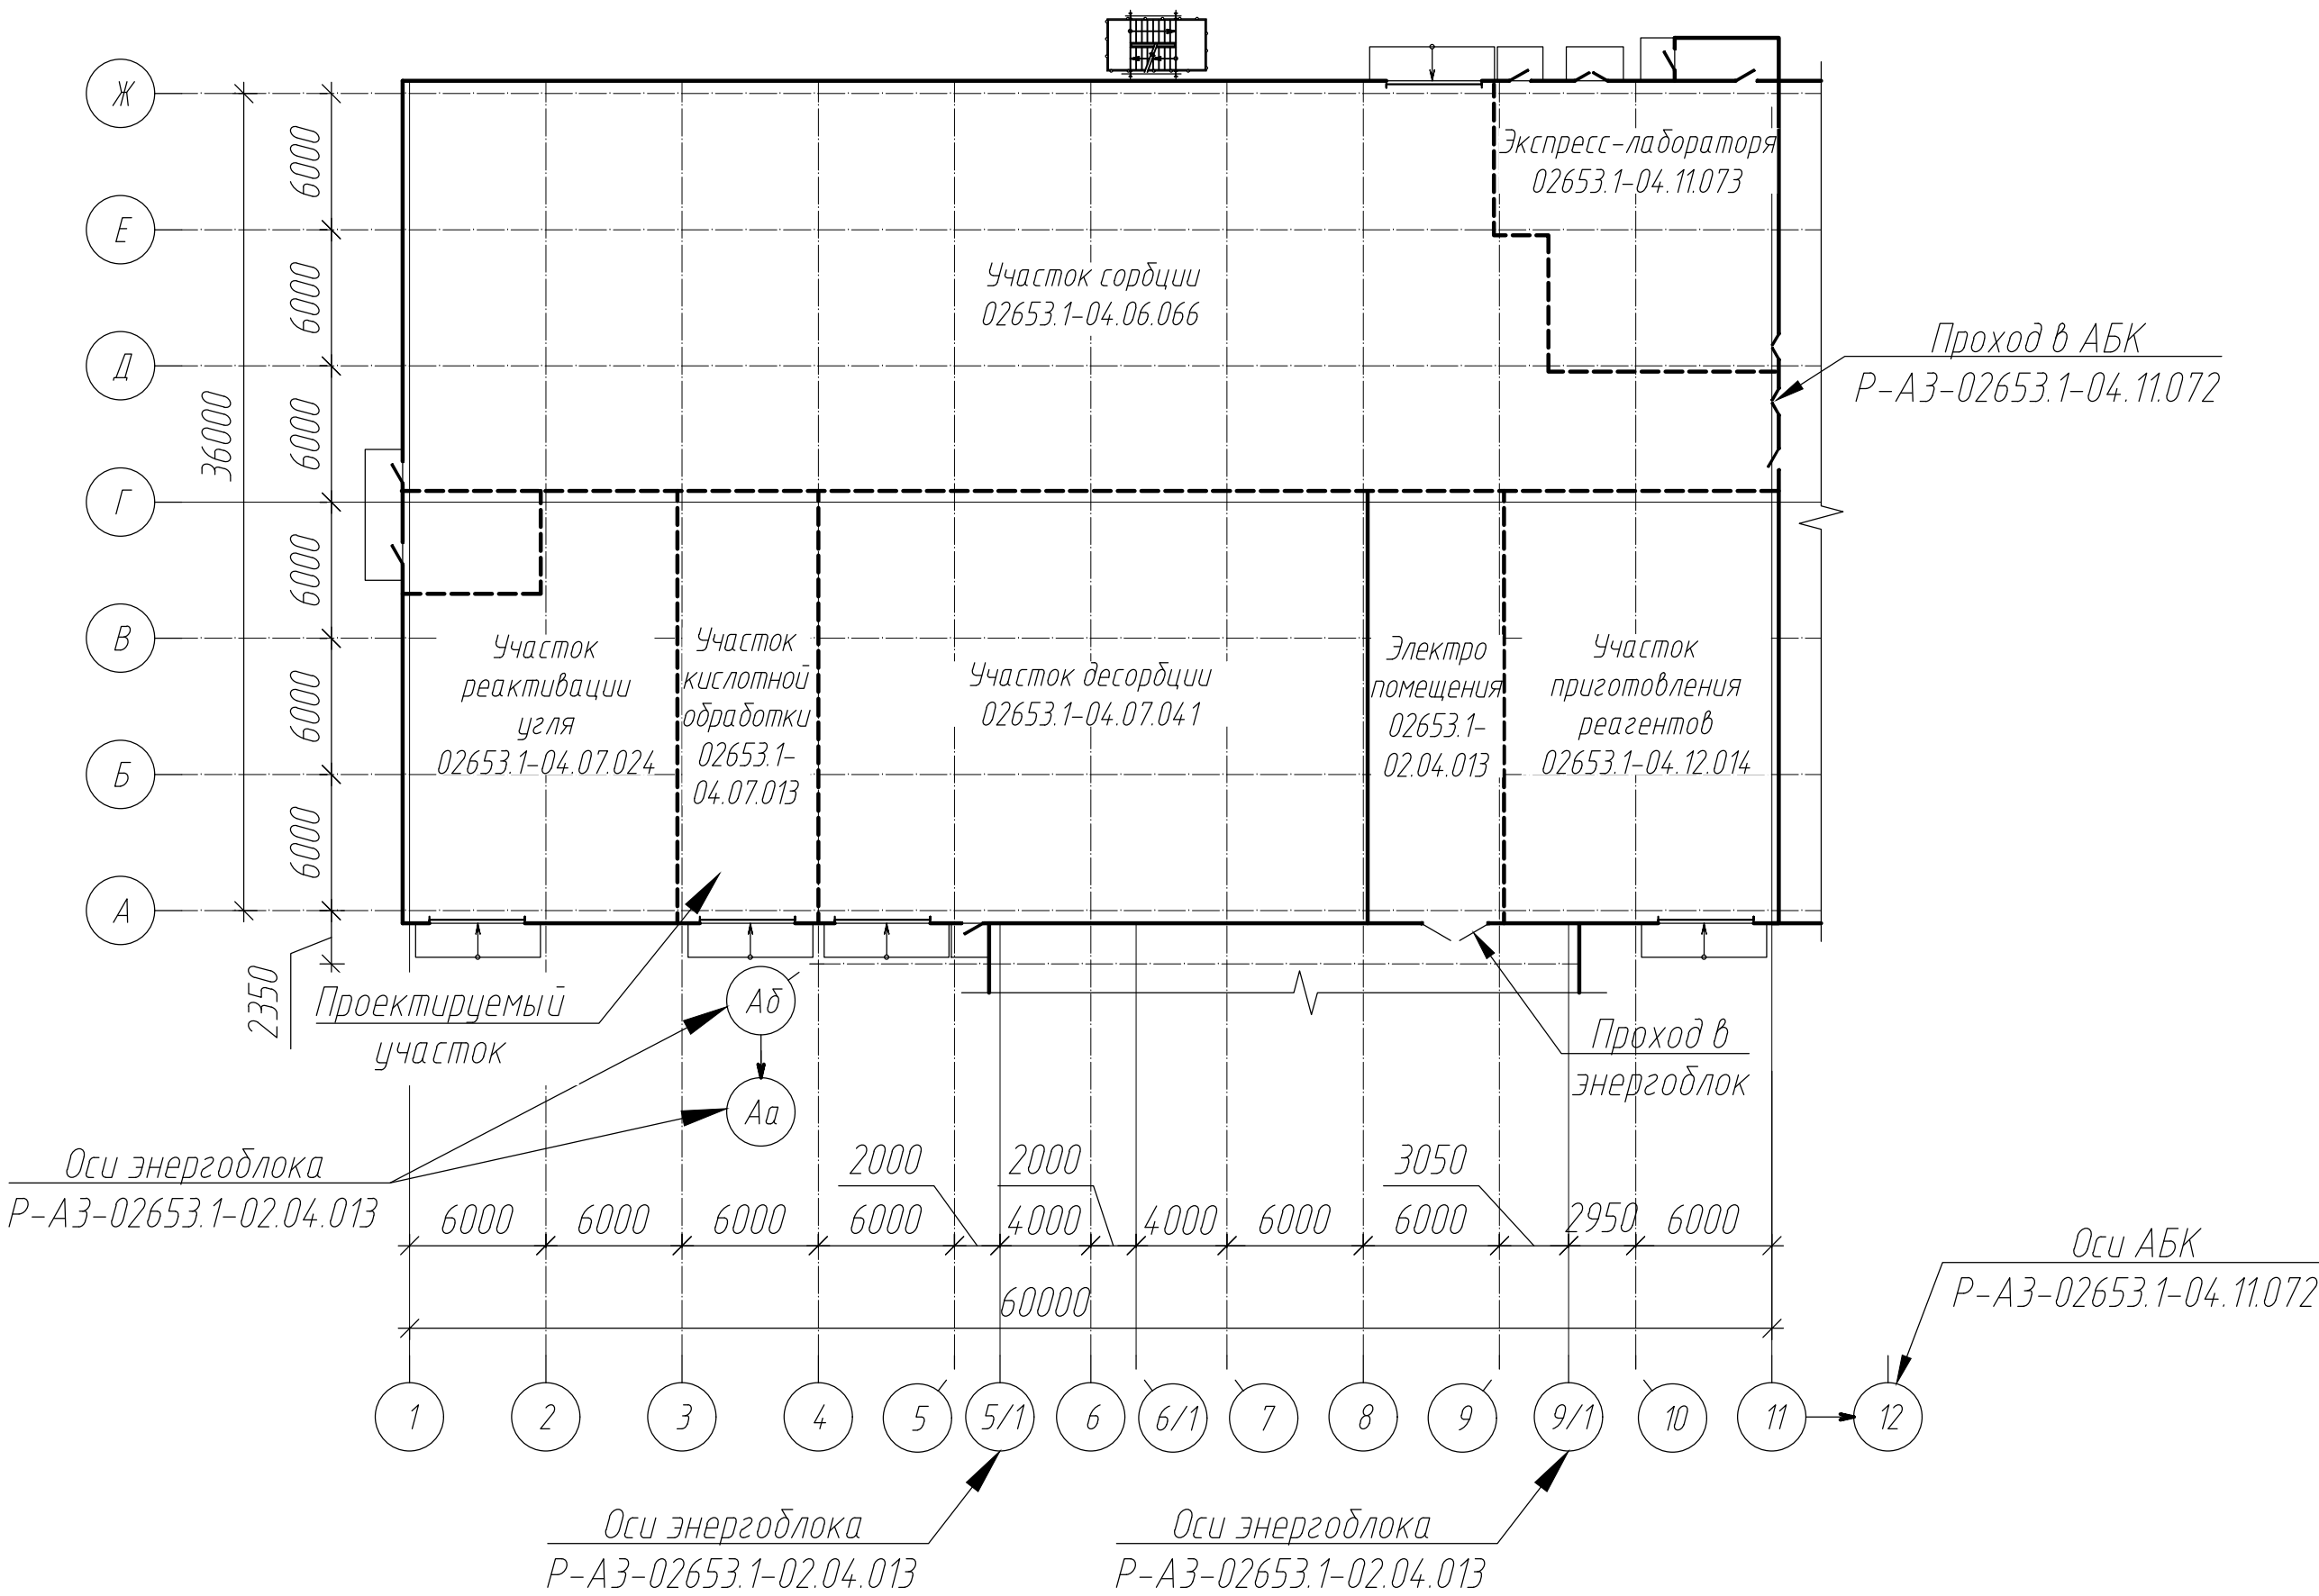 Ж
6000
Экспресс-лабораторя
02653.1-04.11.073
Е
6000
Участок сорбции
02653.1-04.06.066
Проход в АБК
Р-АЗ-02653.1-04.11.072
Д
36000
6000
Г
6000
В
Участок
реактивации
угля
02653.1-04.07.024
Участок
кислотной
обработки
02653.1-
04.07.013
Участок десорбции
02653.1-04.07.041
Электро
помещения
02653.1-
02.04.013
Участок
приготовления
реагентов
02653.1-04.12.014
6000
Б
6000
А
2350
Проектируемый
участок
Аб
Аа
Проход в
энергоблок
Оси энергоблока
Р-АЗ-02653.1-02.04.013
2000
2000
3050
6000 6000 6000 6000 4000 4000 6000 6000 2950 6000
60000
Оси АБК
Р-АЗ-02653.1-04.11.072
1 2 3 4 5 5/1 6 6/1 7 8 9 9/1 10 11 12
Оси энергоблока
Р-АЗ-02653.1-02.04.013
Оси энергоблока
Р-АЗ-02653.1-02.04.013